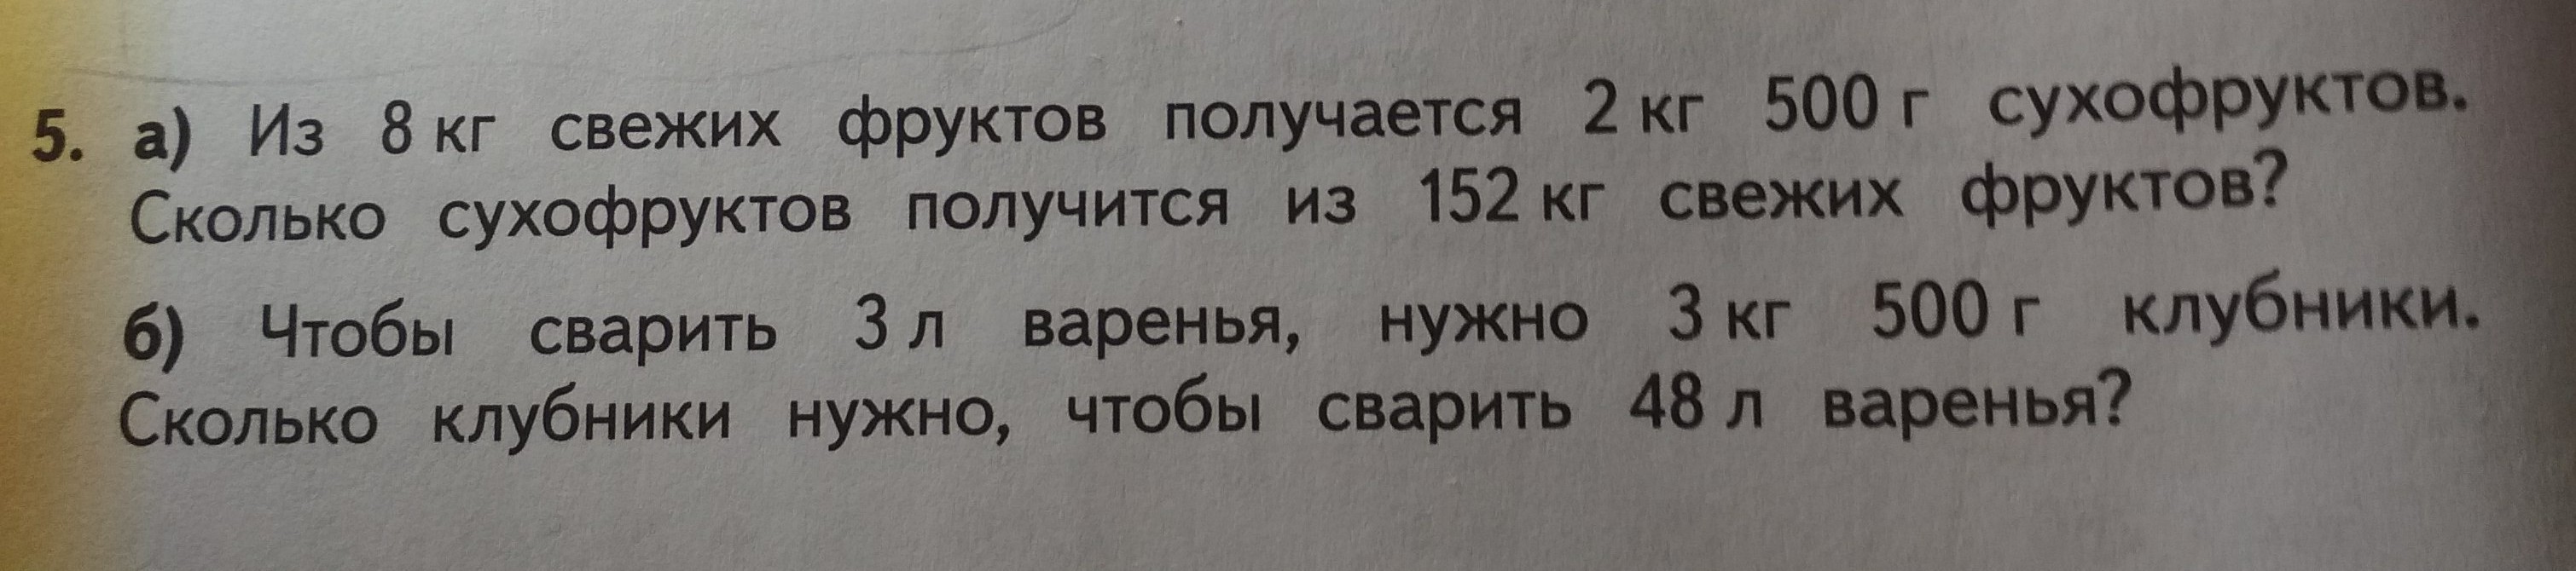 5. а) Из 8 кг свежих фруктов получается 2 кг 500 г сухофруктов.
Сколько сухофруктов получится из 152 кг свежих фруктов?
б) Чтобы сварить 3 л варенья, нужно 3 кг 500 г клубники.
Сколько клубники нужно, чтобы сварить 48 л варенья?